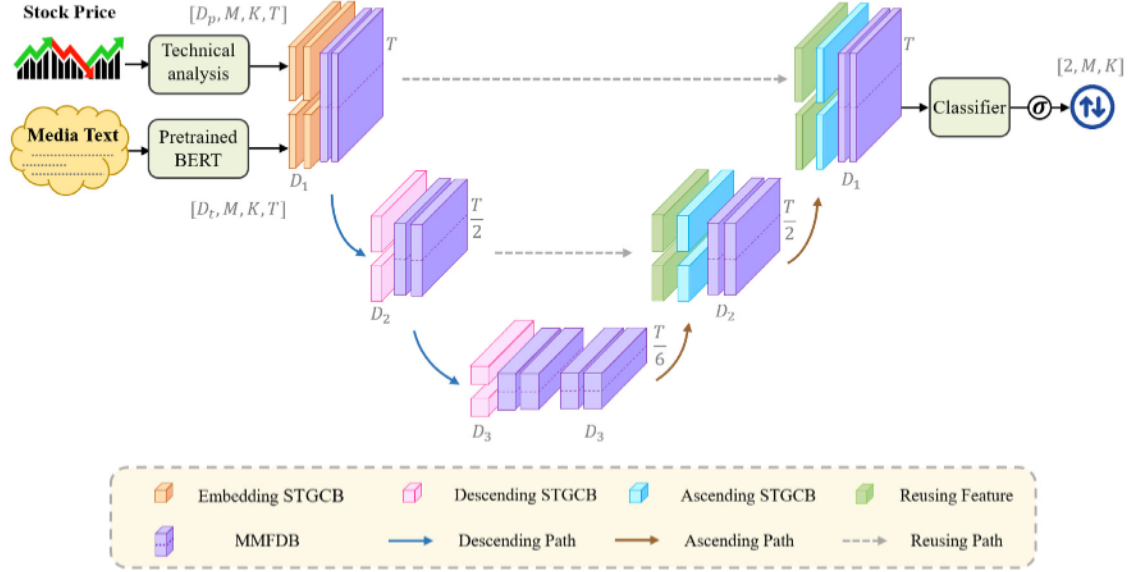 Stock Price
[D_p, M, K, T]
Technical
analysis
T
T
[2, M, K]
Classifier
σ
Media Text
Pretrained
BERT
D_1
D_1
[D_t, M, K, T]
T/2
T/2
D_2
D_2
T/6
D_3
D_3
Embedding STGCB
Descending STGCB
Ascending STGCB
Reusing Feature
MMFDB
Descending Path
Ascending Path
Reusing Path